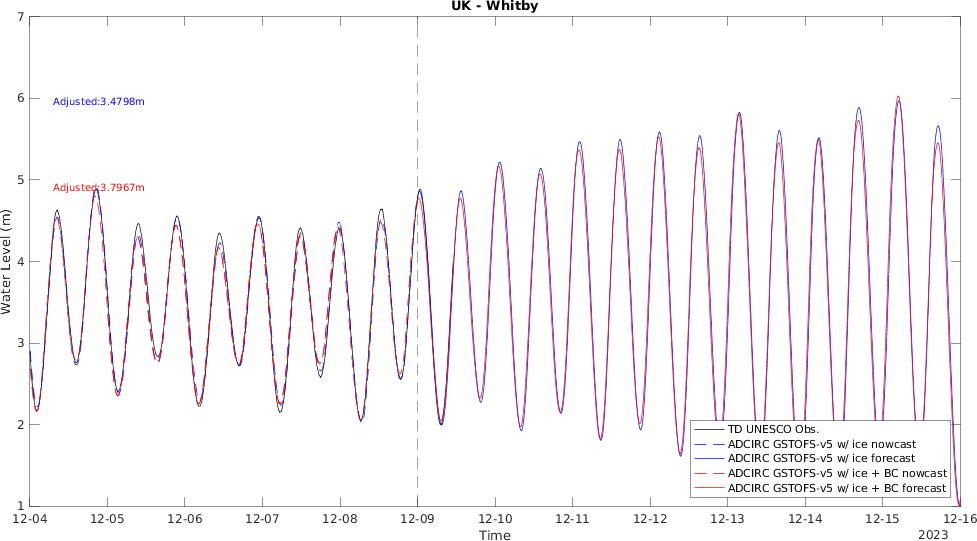 UK - Whitby
7
6
5
4
3
2
1
Water Level (m)
Adjusted:3.4798m
Adjusted:3.7967m
TD UNESCO Obs.
ADCIRC GSTOFS-v5 w/ ice nowcast
ADCIRC GSTOFS-v5 w/ ice forecast
ADCIRC GSTOFS-v5 w/ ice + BC nowcast
ADCIRC GSTOFS-v5 w/ ice + BC forecast
12-04 12-05 12-06 12-07 12-08 12-09 12-10 12-11 12-12 12-13 12-14 12-15 12-16
Time
2023